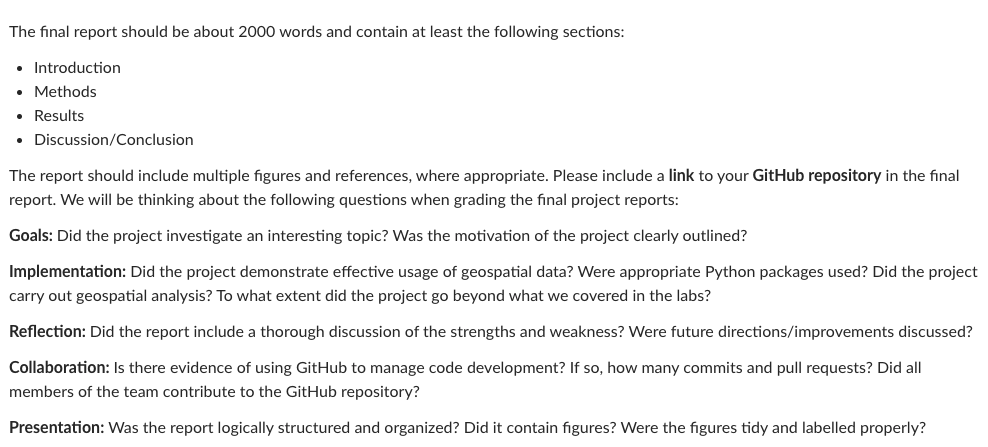 The final report should be about 2000 words and contain at least the following sections:
• Introduction
• Methods
• Results
• Discussion/Conclusion
The report should include multiple figures and references, where appropriate. Please include a link to your GitHub repository in the final
report. We will be thinking about the following questions when grading the final project reports:
Goals: Did the project investigate an interesting topic? Was the motivation of the project clearly outlined?
Implementation: Did the project demonstrate effective usage of geospatial data? Were appropriate Python packages used? Did the project
carry out geospatial analysis? To what extent did the project go beyond what we covered in the labs?
Reflection: Did the report include a thorough discussion of the strengths and weakness? Were future directions/improvements discussed?
Collaboration: Is there evidence of using GitHub to manage code development? If so, how many commits and pull requests? Did all
members of the team contribute to the GitHub repository?
Presentation: Was the report logically structured and organized? Did it contain figures? Were the figures tidy and labelled properly?